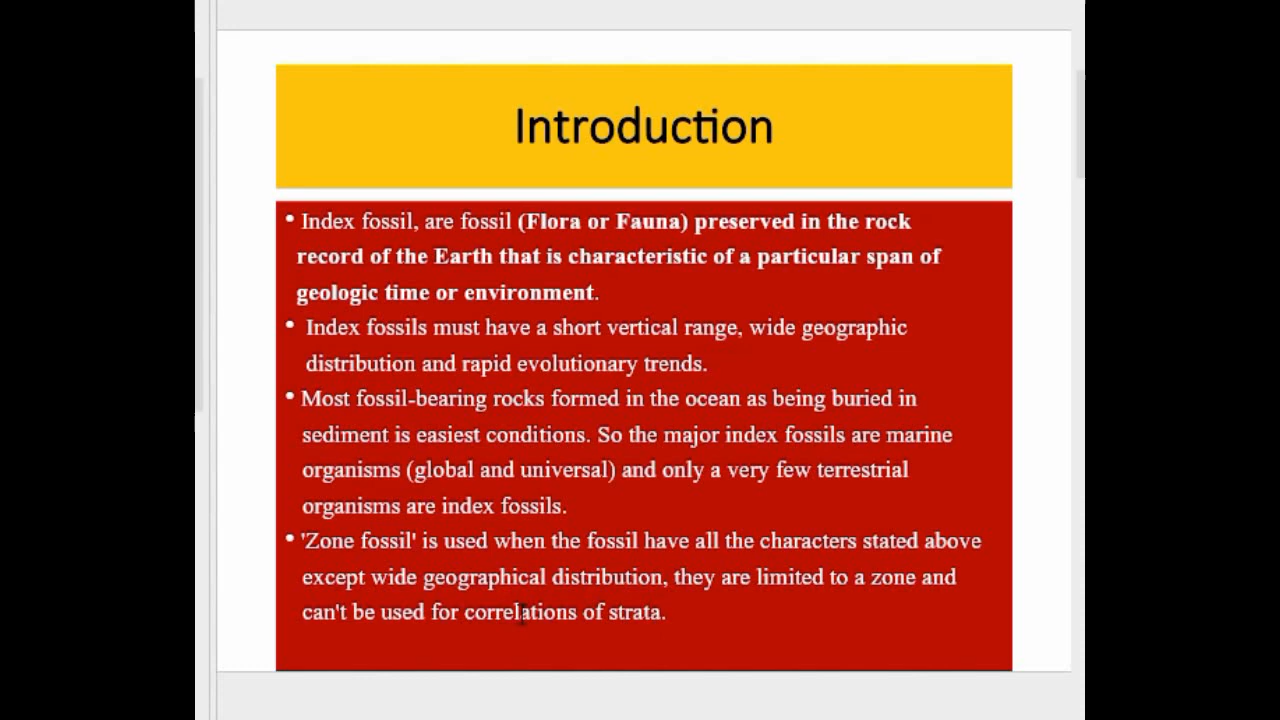 Introduction
• Index fossil, are fossil (Flora or Fauna) preserved in the rock
record of the Earth that is characteristic of a particular span of
geologic time or environment.
• Index fossils must have a short vertical range, wide geographic
distribution and rapid evolutionary trends.
• Most fossil-bearing rocks formed in the ocean as being buried in
sediment is easiest conditions. So the major index fossils are marine
organisms (global and universal) and only a very few terrestrial
organisms are index fossils.
• 'Zone fossil' is used when the fossil have all the characters stated above
except wide geographical distribution, they are limited to a zone and
can't be used for correlations of strata.